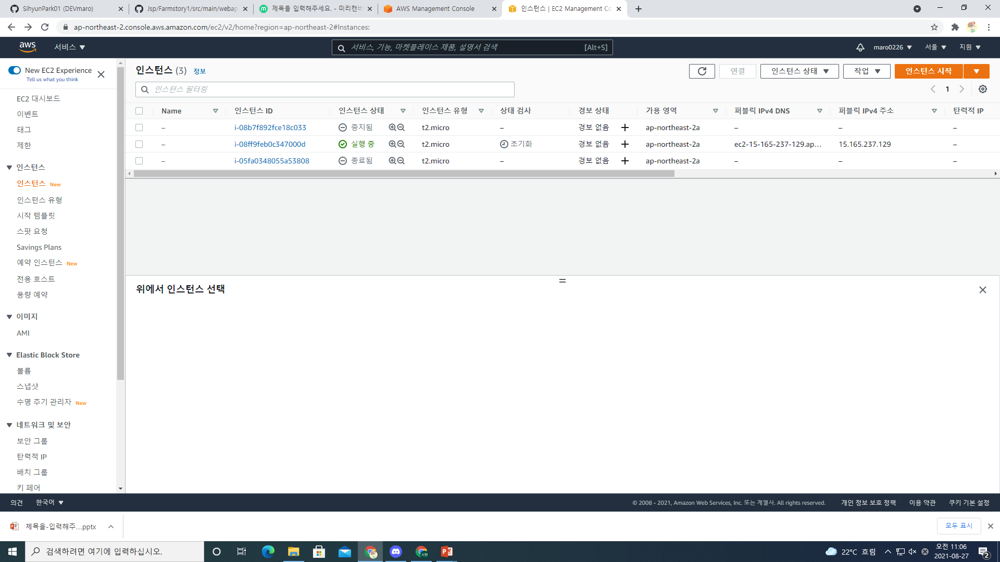 SihyunPark01 (DEVmaro)
Jsp/Farmstory1/src/main/webapp
제목을 입력해주세요. - 미리캔버
AWS Management Console
인스턴스 | EC2 Management Co
ap-northeast-2.console.aws.amazon.com/ec2/v2/home?region=ap-northeast-2#Instances:
aws 서비스 서비스, 기능, 마켓플레이스 제품, 설명서 검색 [Alt+S] maro0226 서울 지원
New EC2 Experience
Tell us what you think
EC2 대시보드
이벤트
태그
제한
인스턴스
인스턴스 New
인스턴스 유형
시작 템플릿
스팟 요청
Savings Plans
예약 인스턴스 New
전용 호스트
용량 예약
이미지
AMI
Elastic Block Store
볼륨
스냅샷
수명 주기 관리자 New
네트워크 및 보안
보안 그룹
탄력적 IP
배치 그룹
키 페어
인스턴스 (3) 정보 연결 인스턴스 상태 작업 인스턴스 시작
인스턴스 필터링 1
Name 인스턴스 ID 인스턴스 상태 인스턴스 유형 상태 검사 경보 상태 가용 영역 퍼블릭 IPv4 DNS 퍼블릭 IPv4 주소 탄력적 IP
– i-08b7f892fce18c033 중지됨 t2.micro – 경보 없음 ap-northeast-2a – – –
– i-08ff9feb0c347000d 실행 중 t2.micro 초기화 경보 없음 ap-northeast-2a ec2-15-165-237-129.ap... 15.165.237.129 –
– i-05fa0348055a53808 종료됨 t2.micro – 경보 없음 ap-northeast-2a – – –
위에서 인스턴스 선택
의견 한국어 © 2008 - 2021, Amazon Web Services, Inc. 또는 계열사. All rights reserved. 개인 정보 보호 정책 이용 약관 쿠키 기본 설정
제목을-입력해주....pptx 모두 표시
검색하려면 여기에 입력하십시오. 22°C 흐림 오전 11:06
2021-08-27 2